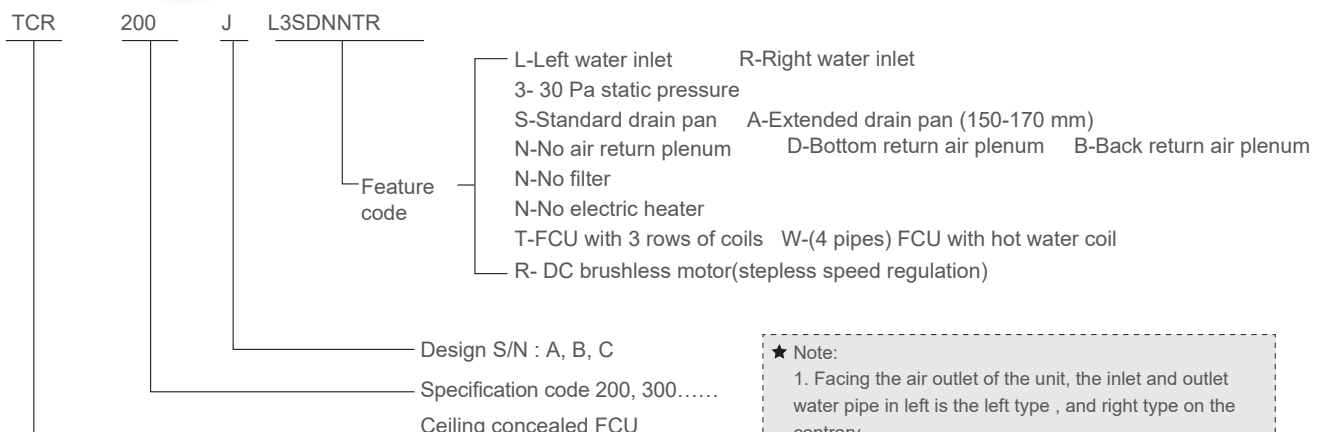 TCR 200 J L3SDNNTR
L-Left water inlet R-Right water inlet
3- 30 Pa static pressure
S-Standard drain pan A-Extended drain pan (150-170 mm)
N-No air return plenum D-Bottom return air plenum B-Back return air plenum
N-No filter
Feature
code
N-No electric heater
T-FCU with 3 rows of coils W-(4 pipes) FCU with hot water coil
R- DC brushless motor(stepless speed regulation)
Design S/N : A, B, C
Specification code 200, 300......
Ceiling concealed FCU
★ Note:
1. Facing the air outlet of the unit, the inlet and outlet
water pipe in left is the left type , and right type on the